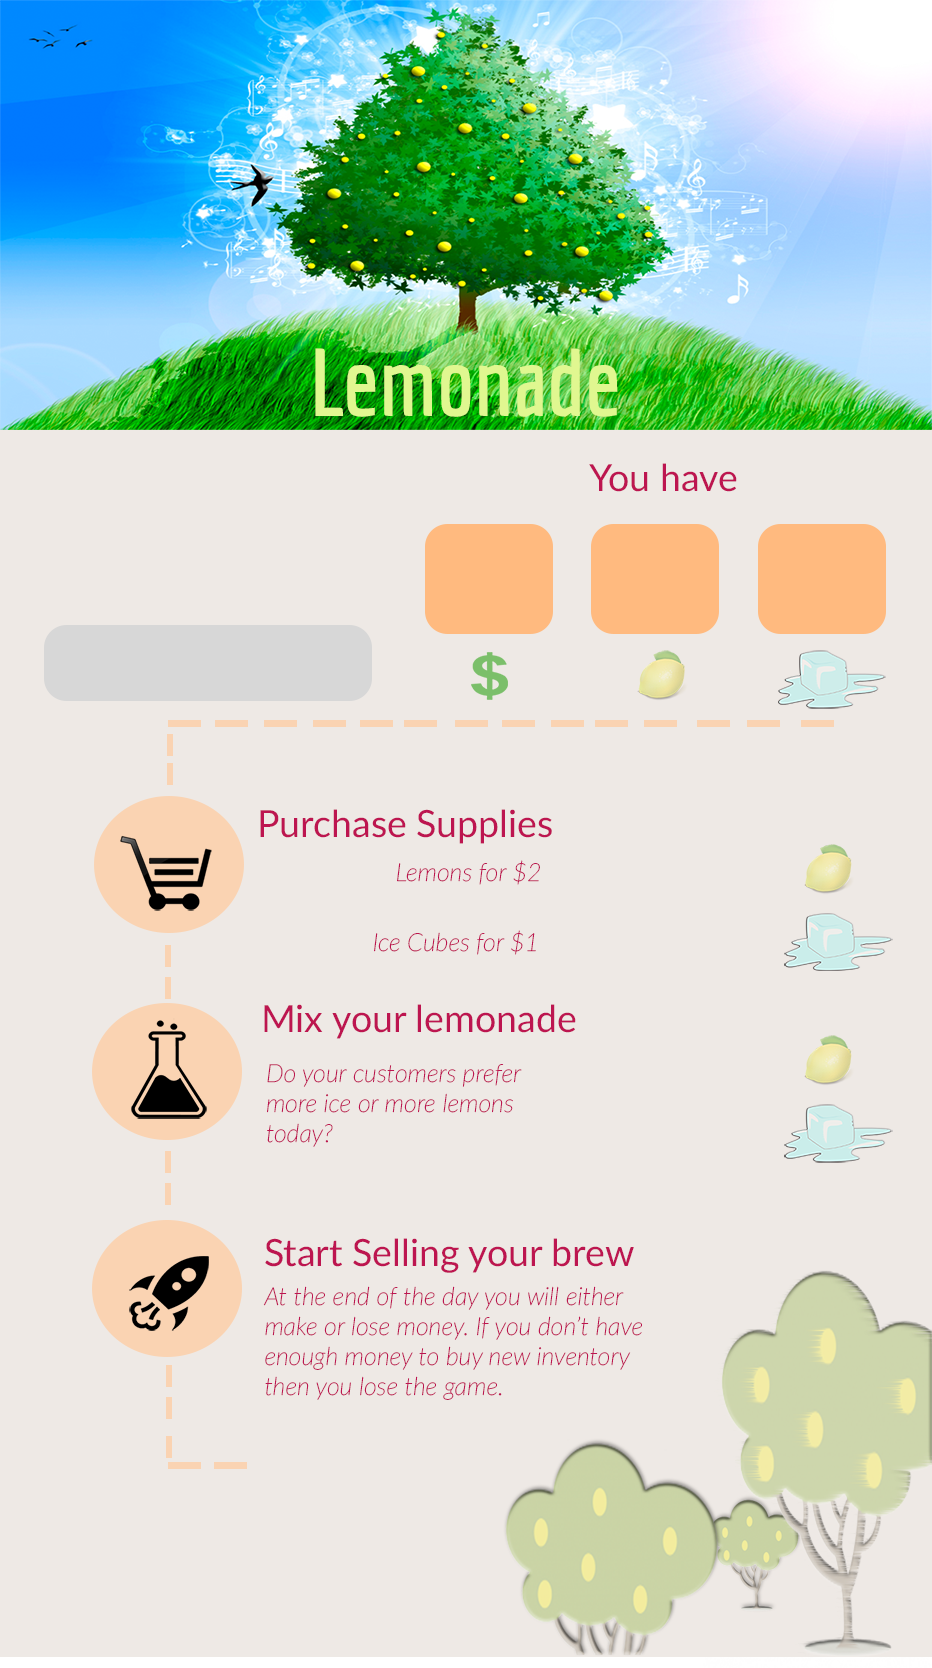 Lemonade
You have
$
Purchase Supplies
Lemons for $2
Ice Cubes for $1
Mix your lemonade
Do your customers prefer
more ice or more lemons
today?
Start Selling your brew
At the end of the day you will either
make or lose money. If you don’t have
enough money to buy new inventory
then you lose the game.